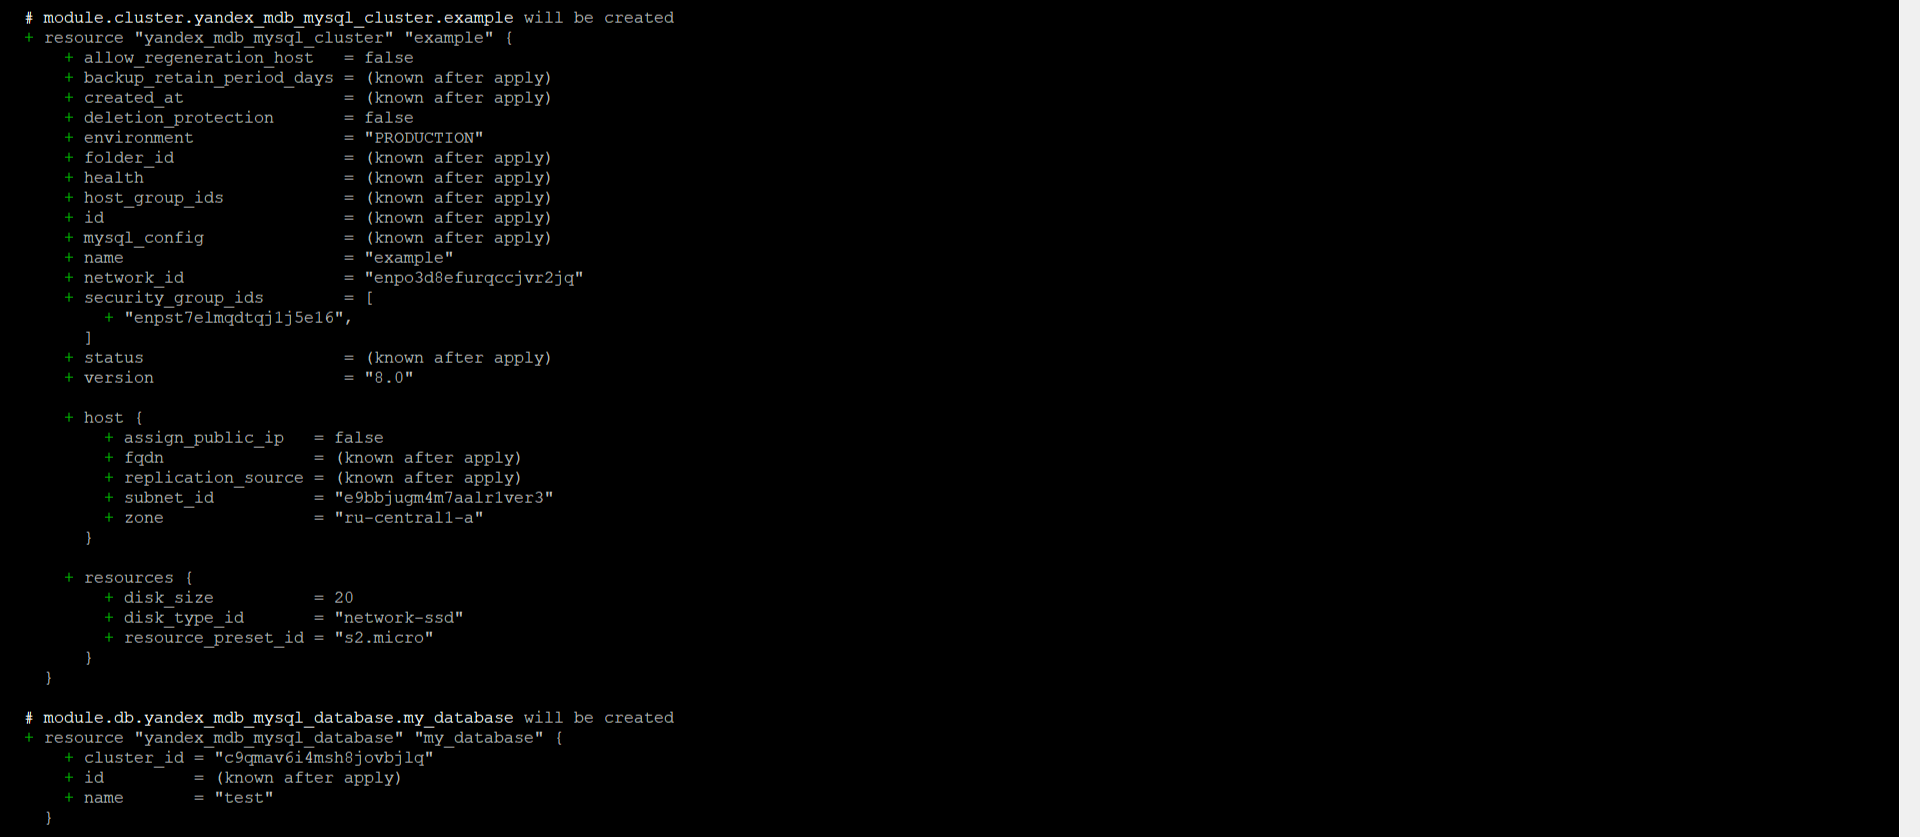 # module.cluster.yandex_mdb_mysql_cluster.example will be created
+ resource "yandex_mdb_mysql_cluster" "example" {
+ allow_regeneration_host = false
+ backup_retain_period_days = (known after apply)
+ created_at = (known after apply)
+ deletion_protection = false
+ environment = "PRODUCTION"
+ folder_id = (known after apply)
+ health = (known after apply)
+ host_group_ids = (known after apply)
+ id = (known after apply)
+ mysql_config = (known after apply)
+ name = "example"
+ network_id = "enpo3d8efurqccjvr2jq"
+ security_group_ids = [
+ "enpst7elmqdtqj1j5e16",
]
+ status = (known after apply)
+ version = "8.0"
+ host {
+ assign_public_ip = false
+ fqdn = (known after apply)
+ replication_source = (known after apply)
+ subnet_id = "e9bbjugm4m7aalr1ver3"
+ zone = "ru-central1-a"
}
+ resources {
+ disk_size = 20
+ disk_type_id = "network-ssd"
+ resource_preset_id = "s2.micro"
}
}
# module.db.yandex_mdb_mysql_database.my_database will be created
+ resource "yandex_mdb_mysql_database" "my_database" {
+ cluster_id = "c9qmav6i4msh8jovbjlq"
+ id = (known after apply)
+ name = "test"
}